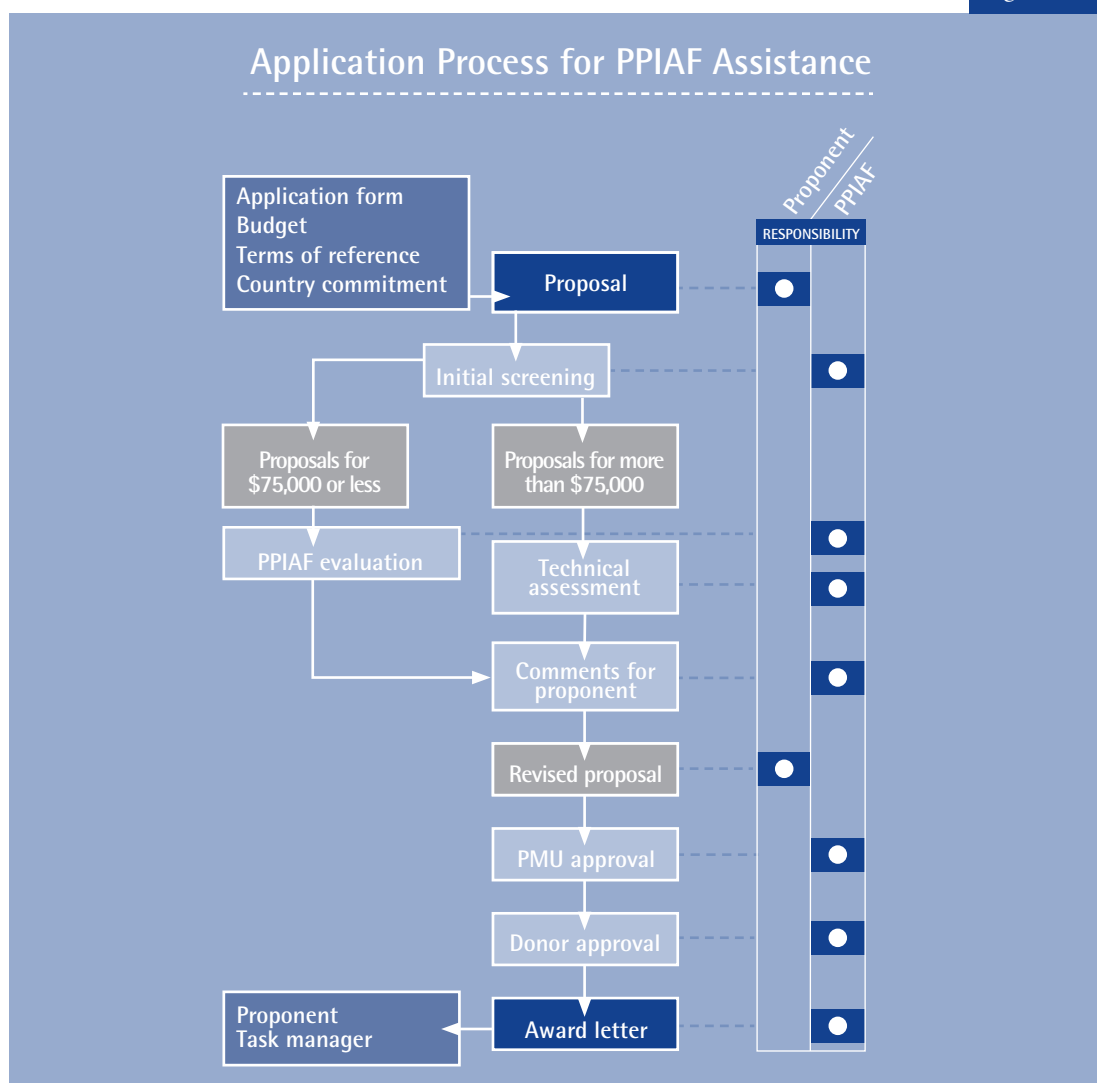 Application Process for PPIAF Assistance
Proponent
PPIAF
RESPONSIBILITY
Application form
Budget
Terms of reference
Country commitment
Proposal
Initial screening
Proposals for
$75,000 or less
Proposals for more
than $75,000
PPIAF evaluation
Technical
assessment
Comments for
proponent
Revised proposal
PMU approval
Donor approval
Award letter
Proponent
Task manager